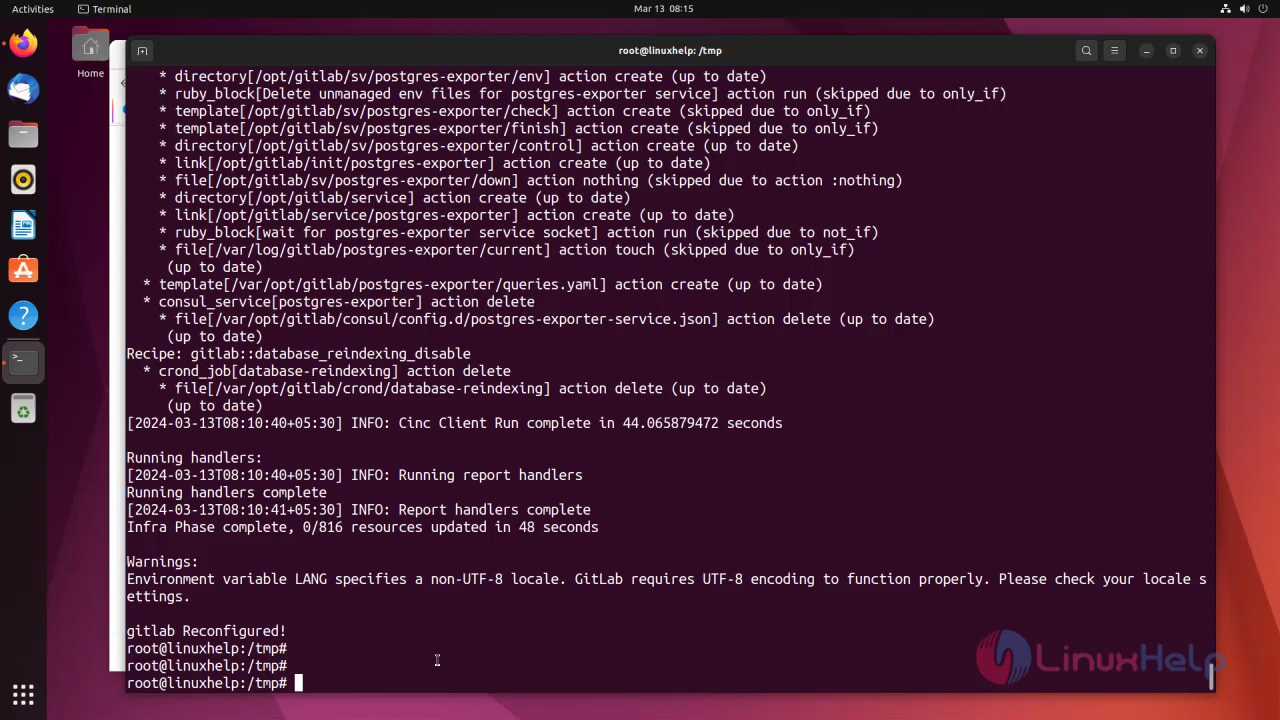 Activities
Terminal
Mar 13 08:15
root@linuxhelp: /tmp
Home
* directory[/opt/gitlab/sv/postgres-exporter/env] action create (up to date)
* ruby_block[Delete unmanaged env files for postgres-exporter service] action run (skipped due to only_if)
* template[/opt/gitlab/sv/postgres-exporter/check] action create (skipped due to only_if)
* template[/opt/gitlab/sv/postgres-exporter/finish] action create (skipped due to only_if)
* directory[/opt/gitlab/sv/postgres-exporter/control] action create (up to date)
* link[/opt/gitlab/init/postgres-exporter] action create (up to date)
* file[/opt/gitlab/sv/postgres-exporter/down] action nothing (skipped due to action :nothing)
* directory[/opt/gitlab/service] action create (up to date)
* link[/opt/gitlab/service/postgres-exporter] action create (up to date)
* ruby_block[wait for postgres-exporter service socket] action run (skipped due to not_if)
* file[/var/log/gitlab/postgres-exporter/current] action touch (skipped due to only_if)
(up to date)
* template[/var/opt/gitlab/postgres-exporter/queries.yaml] action create (up to date)
* consul_service[postgres-exporter] action delete
* file[/var/opt/gitlab/consul/config.d/postgres-exporter-service.json] action delete (up to date)
(up to date)
Recipe: gitlab::database_reindexing_disable
* crond_job[database-reindexing] action delete
* file[/var/opt/gitlab/crond/database-reindexing] action delete (up to date)
(up to date)
[2024-03-13T08:10:40+05:30] INFO: Cinc Client Run complete in 44.065879472 seconds
Running handlers:
[2024-03-13T08:10:40+05:30] INFO: Running report handlers
Running handlers complete
[2024-03-13T08:10:41+05:30] INFO: Report handlers complete
Infra Phase complete, 0/816 resources updated in 48 seconds
Warnings:
Environment variable LANG specifies a non-UTF-8 locale. GitLab requires UTF-8 encoding to function properly. Please check your locale s
ettings.
gitlab Reconfigured!
root@linuxhelp:/tmp#
root@linuxhelp:/tmp#
root@linuxhelp:/tmp#
LinuxHelp